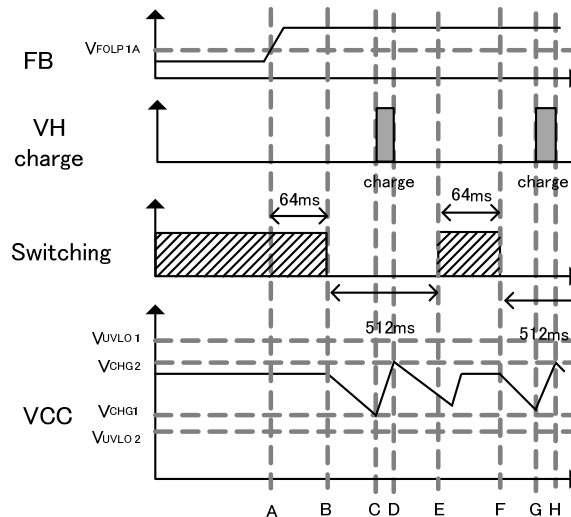 FB
VFOLP1A
VH
charge
charge
charge
64ms
64ms
Switching
512ms
512ms
VUVLO1
VCHG2
VCC
VCHG1
VUVLO2
A B C D E F G H